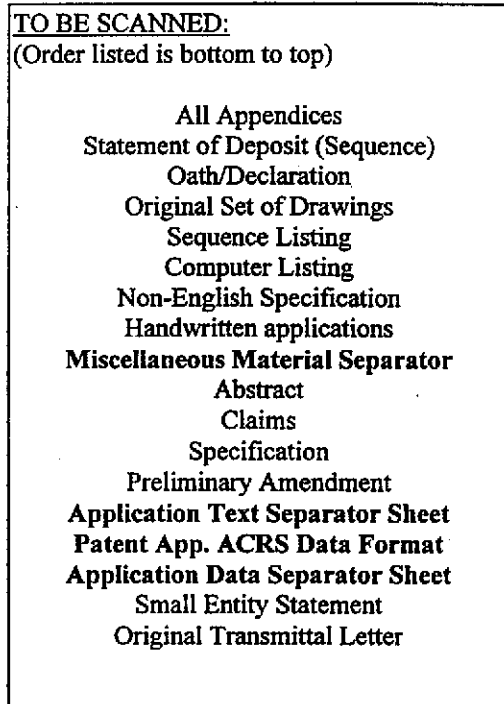 TO BE SCANNED:
(Order listed is bottom to top)
All Appendices
Statement of Deposit (Sequence)
Oath/Declaration
Original Set of Drawings
Sequence Listing
Computer Listing
Non-English Specification
Handwritten applications
Miscellaneous Material Separator
Abstract
Claims
Specification
Preliminary Amendment
Application Text Separator Sheet
Patent App. ACRS Data Format
Application Data Separator Sheet
Small Entity Statement
Original Transmittal Letter